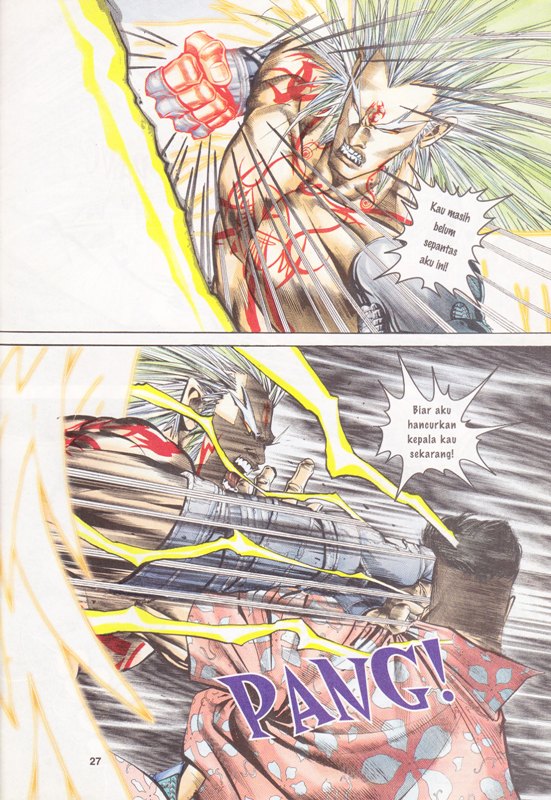 Kau masih
belum
sepantas
aku ini!
Biar aku
hancurkan
kepala kau
sekarang!
PANG!
27